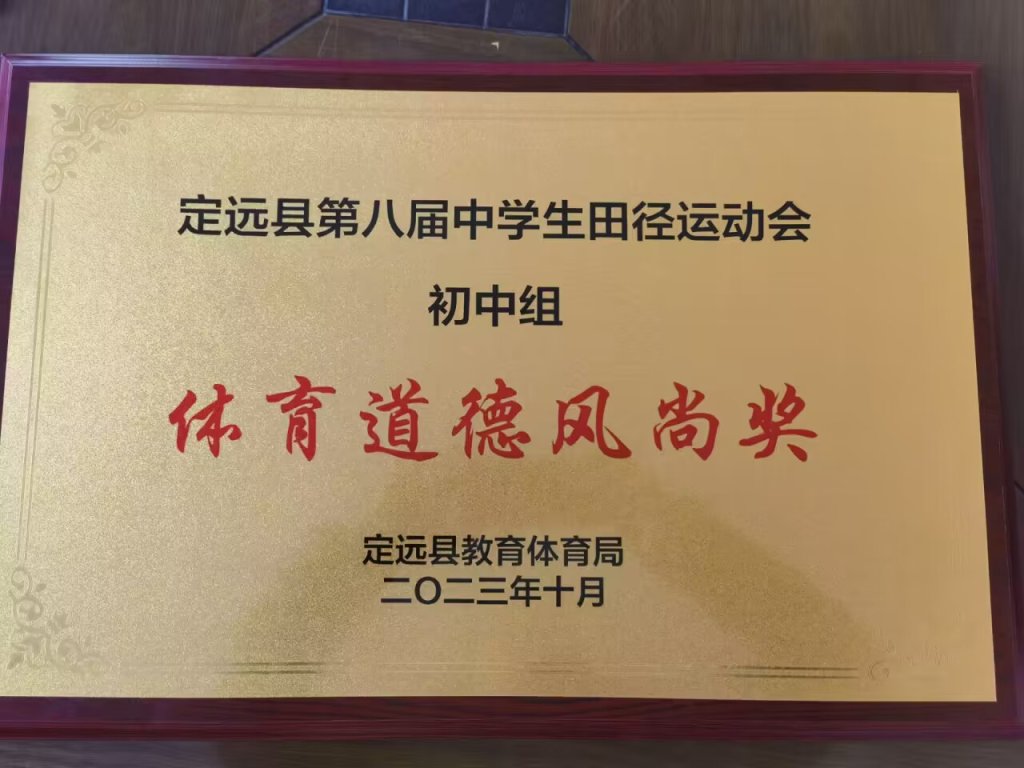 定远县第八届中学生田径运动会
初中组
体育道德风尚奖
定远县教育体育局
二〇二三年十月